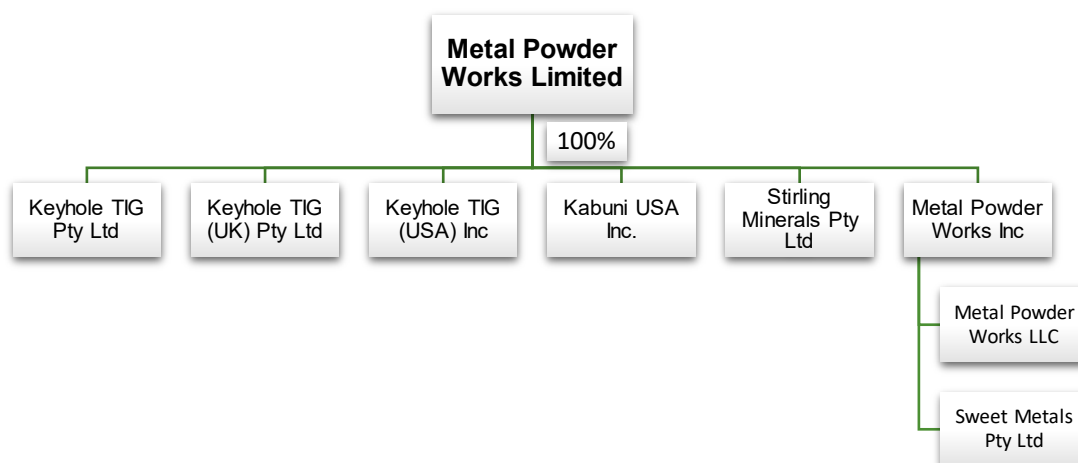 Metal Powder
Works Limited
100%
Keyhole TIG
Pty Ltd
Keyhole TIG
(UK) Pty Ltd
Keyhole TIG
(USA) Inc
Kabuni USA
Inc.
Stirling
Minerals Pty
Ltd
Metal Powder
Works Inc
Metal Powder
Works LLC
Sweet Metals
Pty Ltd